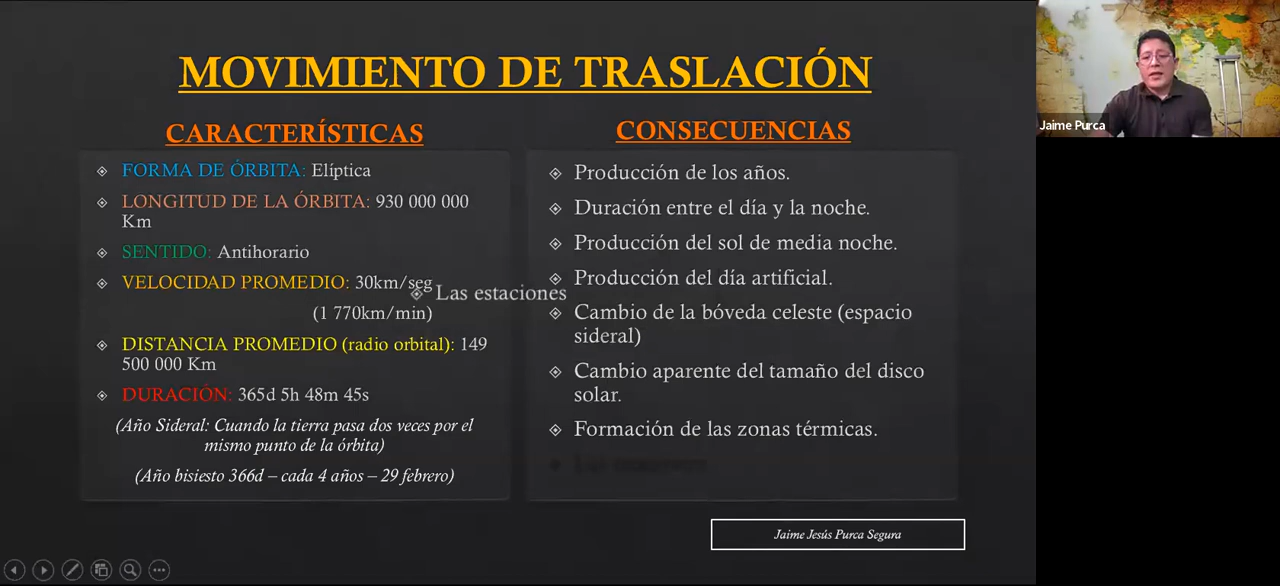 MOVIMIENTO DE TRASLACIÓN
CARACTERÍSTICAS
FORMA DE ÓRBITA: Elíptica
LONGITUD DE LA ÓRBITA: 930 000 000
Km
SENTIDO: Antihorario
VELOCIDAD PROMEDIO: 30km/seg
(1 770km/min)
DISTANCIA PROMEDIO (radio orbital): 149
500 000 Km
DURACIÓN: 365d 5h 48m 45s
(Año Sideral: Cuando la tierra pasa dos veces por el
mismo punto de la órbita)
(Año bisiesto 366d – cada 4 años – 29 febrero)
CONSECUENCIAS
Producción de los años.
Duración entre el día y la noche.
Producción del sol de media noche.
Producción del día artificial.
Cambio de la bóveda celeste (espacio
sideral)
Cambio aparente del tamaño del disco
solar.
Formación de las zonas térmicas.
Las estaciones
Jaime Jesús Purca Segura
Jaime Purca